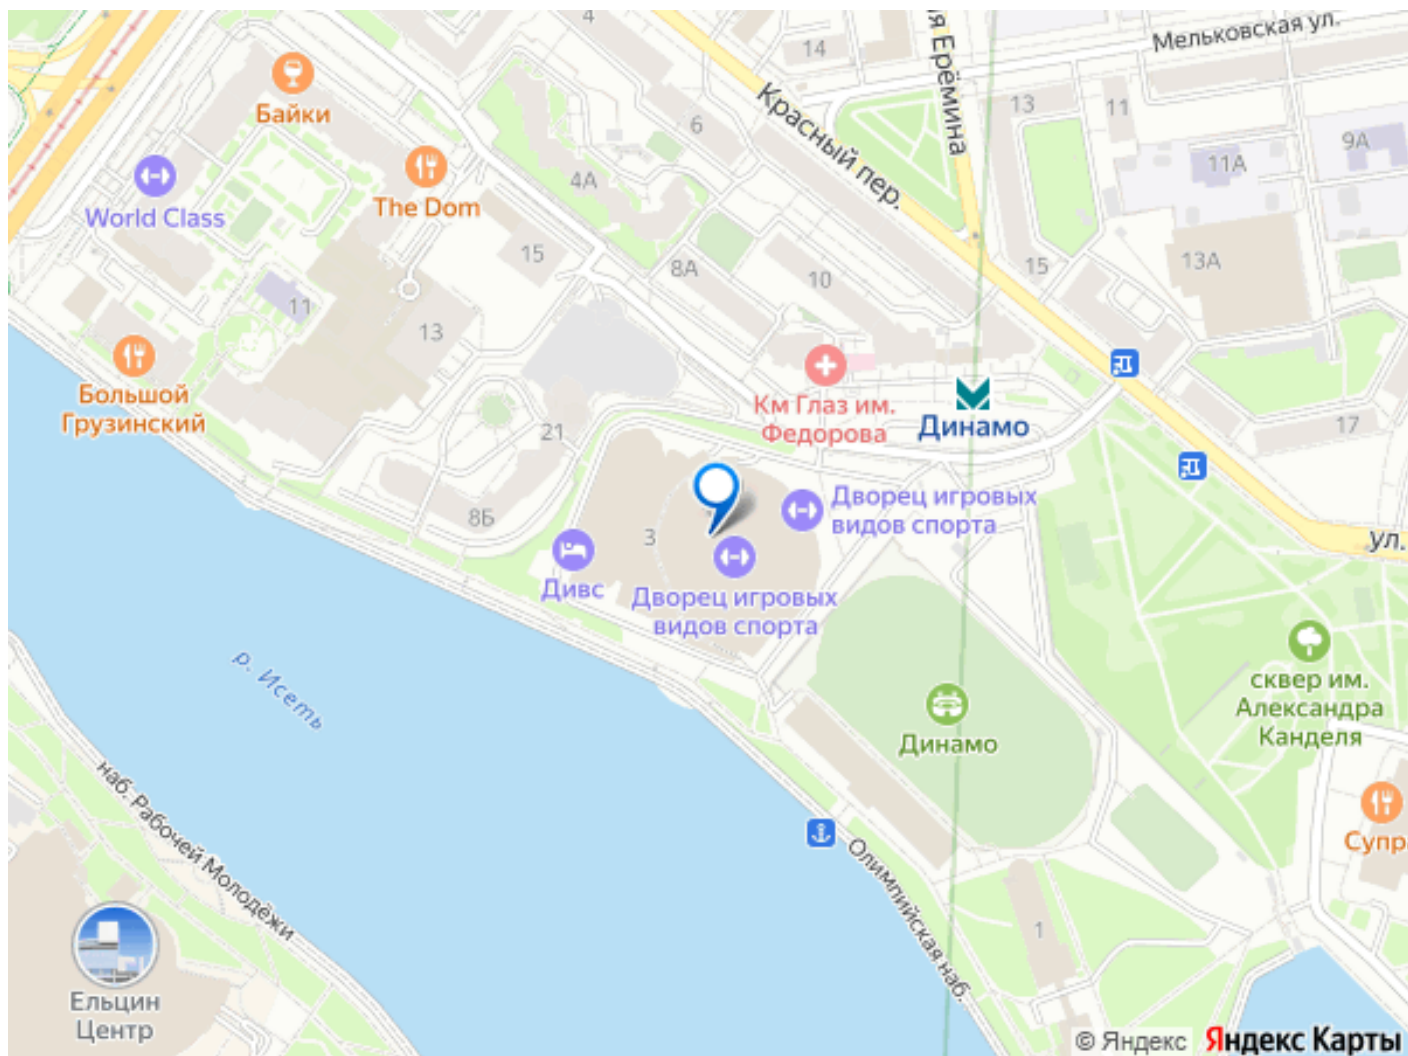 4
14
Мельковская ул.
ая Ерёмина
Байки
Красный пер.
13
11
9А
11А
6
4А
World Class
The Dom
15
8А
10
15
13А
11
13
Большой
Грузинский
Км Глаз им.
Федорова
Динамо
17
21
8Б
3
Дворец игровых
видов спорта
ул.
Дивс
Дворец игровых
видов спорта
р. Исеть
сквер им.
Александра
Канделя
Динамо
наб. Рабочей Молодёжи
Супра
Олимпийская наб.
1
Ельцин
Центр
© Яндекс Яндекс Карты